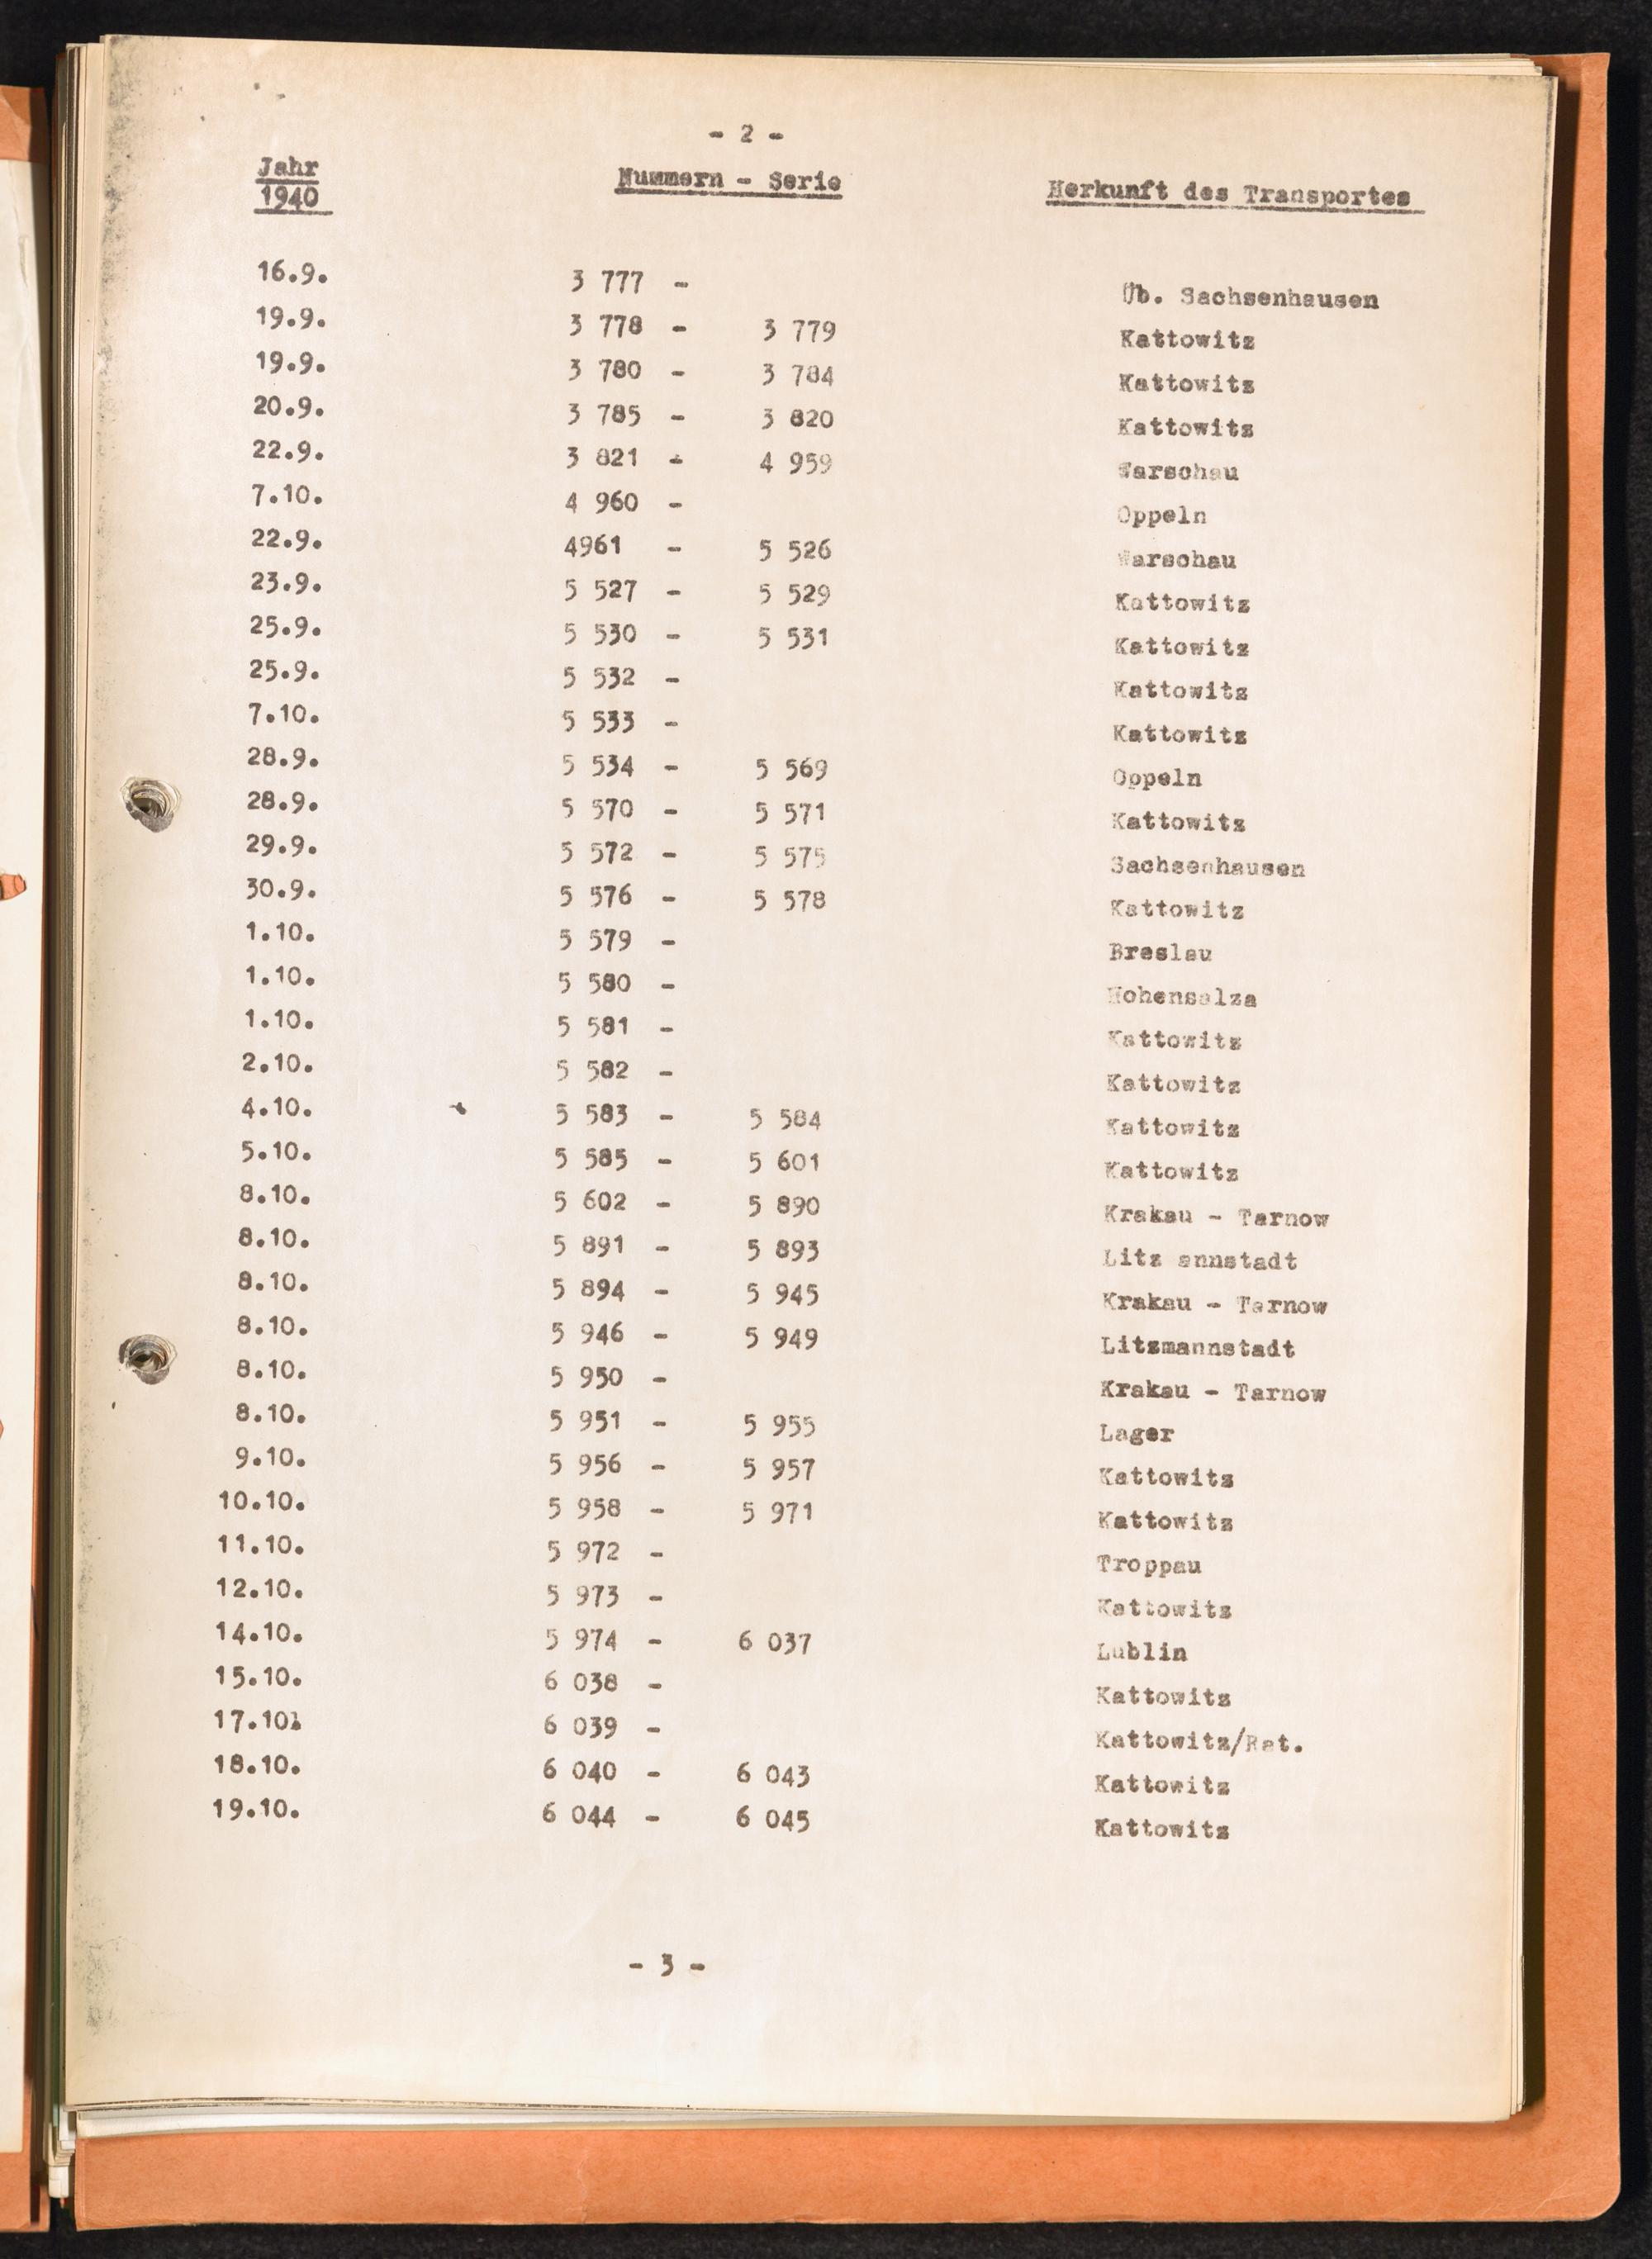 - 2 -
Jahr 1940 Nummern - Serie Herkunft des Transportes
16.9. 3 777 - Üb. Sachsenhausen
19.9. 3 778 - 3 779 Kattowitz
19.9. 3 780 - 3 784 Kattowitz
20.9. 3 785 - 3 820 Kattowitz
22.9. 3 821 - 4 959 Warschau
7.10. 4 960 - Oppeln
22.9. 4961 - 5 526 Warschau
23.9. 5 527 - 5 529 Kattowitz
25.9. 5 530 - 5 531 Kattowitz
25.9. 5 532 - Kattowitz
7.10. 5 533 - Kattowitz
28.9. 5 534 - 5 569 Oppeln
28.9. 5 570 - 5 571 Kattowitz
29.9. 5 572 - 5 575 Sachsenhausen
30.9. 5 576 - 5 578 Kattowitz
1.10. 5 579 - Breslau
1.10. 5 580 - Hohensalza
1.10. 5 581 - Kattowitz
2.10. 5 582 - Kattowitz
4.10. 5 583 - 5 584 Kattowitz
5.10. 5 585 - 5 601 Kattowitz
8.10. 5 602 - 5 890 Krakau - Tarnow
8.10. 5 891 - 5 893 Litz annstadt
8.10. 5 894 - 5 945 Krakau - Tarnow
8.10. 5 946 - 5 949 Litzmannstadt
8.10. 5 950 - Krakau - Tarnow
8.10. 5 951 - 5 955 Lager
9.10. 5 956 - 5 957 Kattowitz
10.10. 5 958 - 5 971 Kattowitz
11.10. 5 972 - Troppau
12.10. 5 973 - Kattowitz
14.10. 5 974 - 6 037 Lublin
15.10. 6 038 - Kattowitz
17.10. 6 039 - Kattowitz/Rat.
18.10. 6 040 - 6 043 Kattowitz
19.10. 6 044 - 6 045 Kattowitz
- 3 -